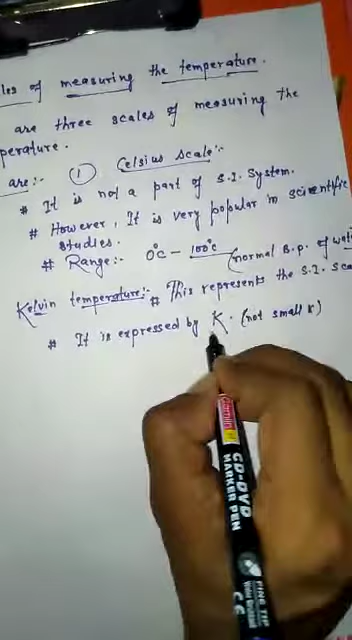 les of measuring the temperature.
are three scales of measuring the
perature.
are:- ① Celsius scale:-
# It is not a part of S.I. System.
# However, It is very popular in scientific
studies.
# Range:- 0°C - 100°C
(normal B.P. of
Kelvin temperature:- # This represents the S.I.
# It is expressed by K. (not small k)
CD-DVD
MARKER PEN